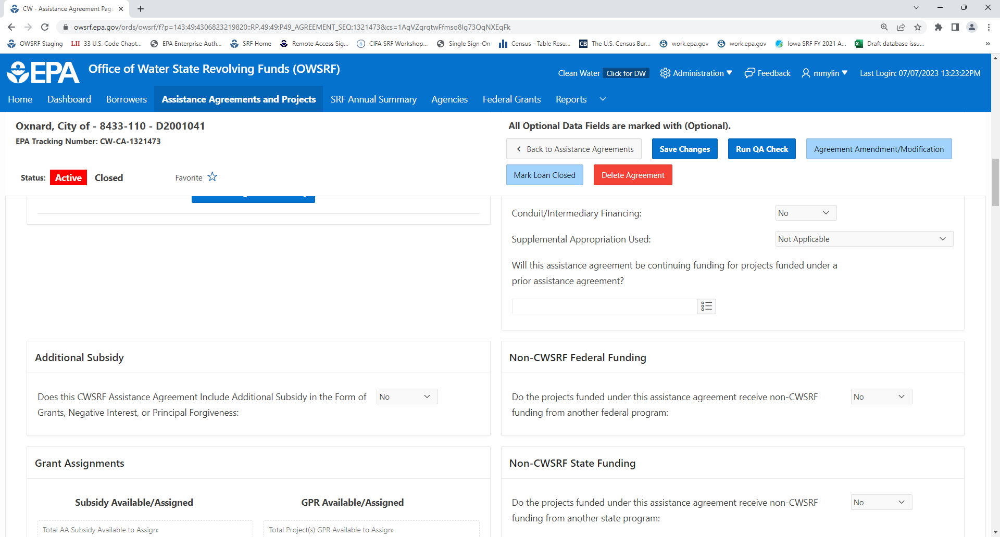 CW - Assistance Agreement Page
owsrf.epa.gov/ords/owsrf/f?p=143:49:4306823219820::RP,49:49:P49_AGREEMENT_SEQ:1321473&cs=1AgVZqrqtwFfmso8lg73QqNXEqFk
OWSRF Staging LII 33 U.S. Code Chapt... EPA Enterprise Auth... SRF Home Remote Access Sig... CIFA SRF Workshop... Single Sign-On Census - Table Resu... CB The U.S. Census Bur... work.epa.gov work.epa.gov Iowa SRF FY 2021 A... Draft database issu... »
EPA Office of Water State Revolving Funds (OWSRF)
Clean Water Click for DW Administration Feedback mmylin Last Login: 07/07/2023 13:23:22PM
Home Dashboard Borrowers Assistance Agreements and Projects SRF Annual Summary Agencies Federal Grants Reports
Oxnard, City of - 8433-110 - D2001041
EPA Tracking Number: CW-CA-1321473
Status: Active Closed Favorite
All Optional Data Fields are marked with (Optional).
Back to Assistance Agreements Save Changes Run QA Check Agreement Amendment/Modification
Mark Loan Closed Delete Agreement
Conduit/Intermediary Financing: No
Supplemental Appropriation Used: Not Applicable
Will this assistance agreement be continuing funding for projects funded under a
prior assistance agreement?
Additional Subsidy
Does this CWSRF Assistance Agreement Include Additional Subsidy in the Form of No
Grants, Negative Interest, or Principal Forgiveness:
Non-CWSRF Federal Funding
Do the projects funded under this assistance agreement receive non-CWSRF No
funding from another federal program:
Grant Assignments
Subsidy Available/Assigned GPR Available/Assigned
Total AA Subsidy Available to Assign: Total Project(s) GPR Available to Assign:
Non-CWSRF State Funding
Do the projects funded under this assistance agreement receive non-CWSRF No
funding from another state program: